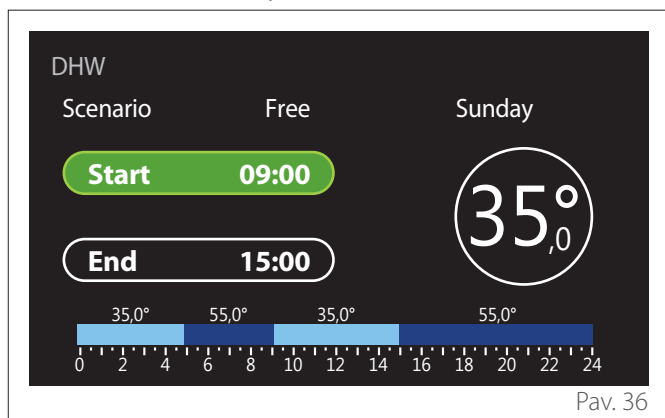 DHW
Scenario Free Sunday
Start 09:00
35,0°
End 15:00
35,0° 55,0° 35,0° 55,0°
0 2 4 6 8 10 12 14 16 18 20 22 24
Pav. 36